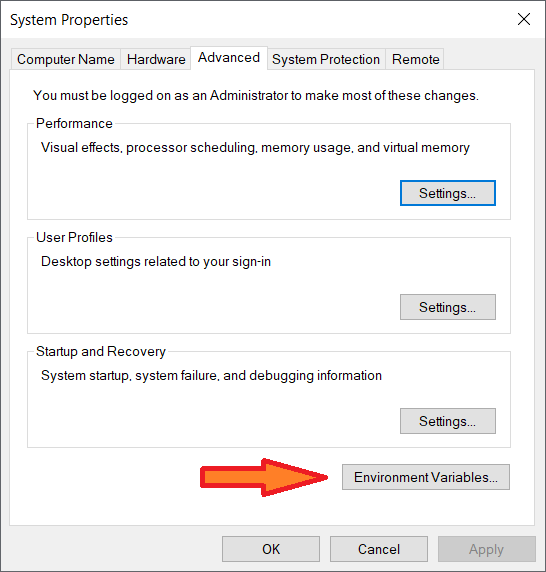 System Properties
Computer Name Hardware Advanced System Protection Remote
You must be logged on as an Administrator to make most of these changes.
Performance
Visual effects, processor scheduling, memory usage, and virtual memory
Settings...
User Profiles
Desktop settings related to your sign-in
Settings...
Startup and Recovery
System startup, system failure, and debugging information
Settings...
Environment Variables...
OK Cancel Apply